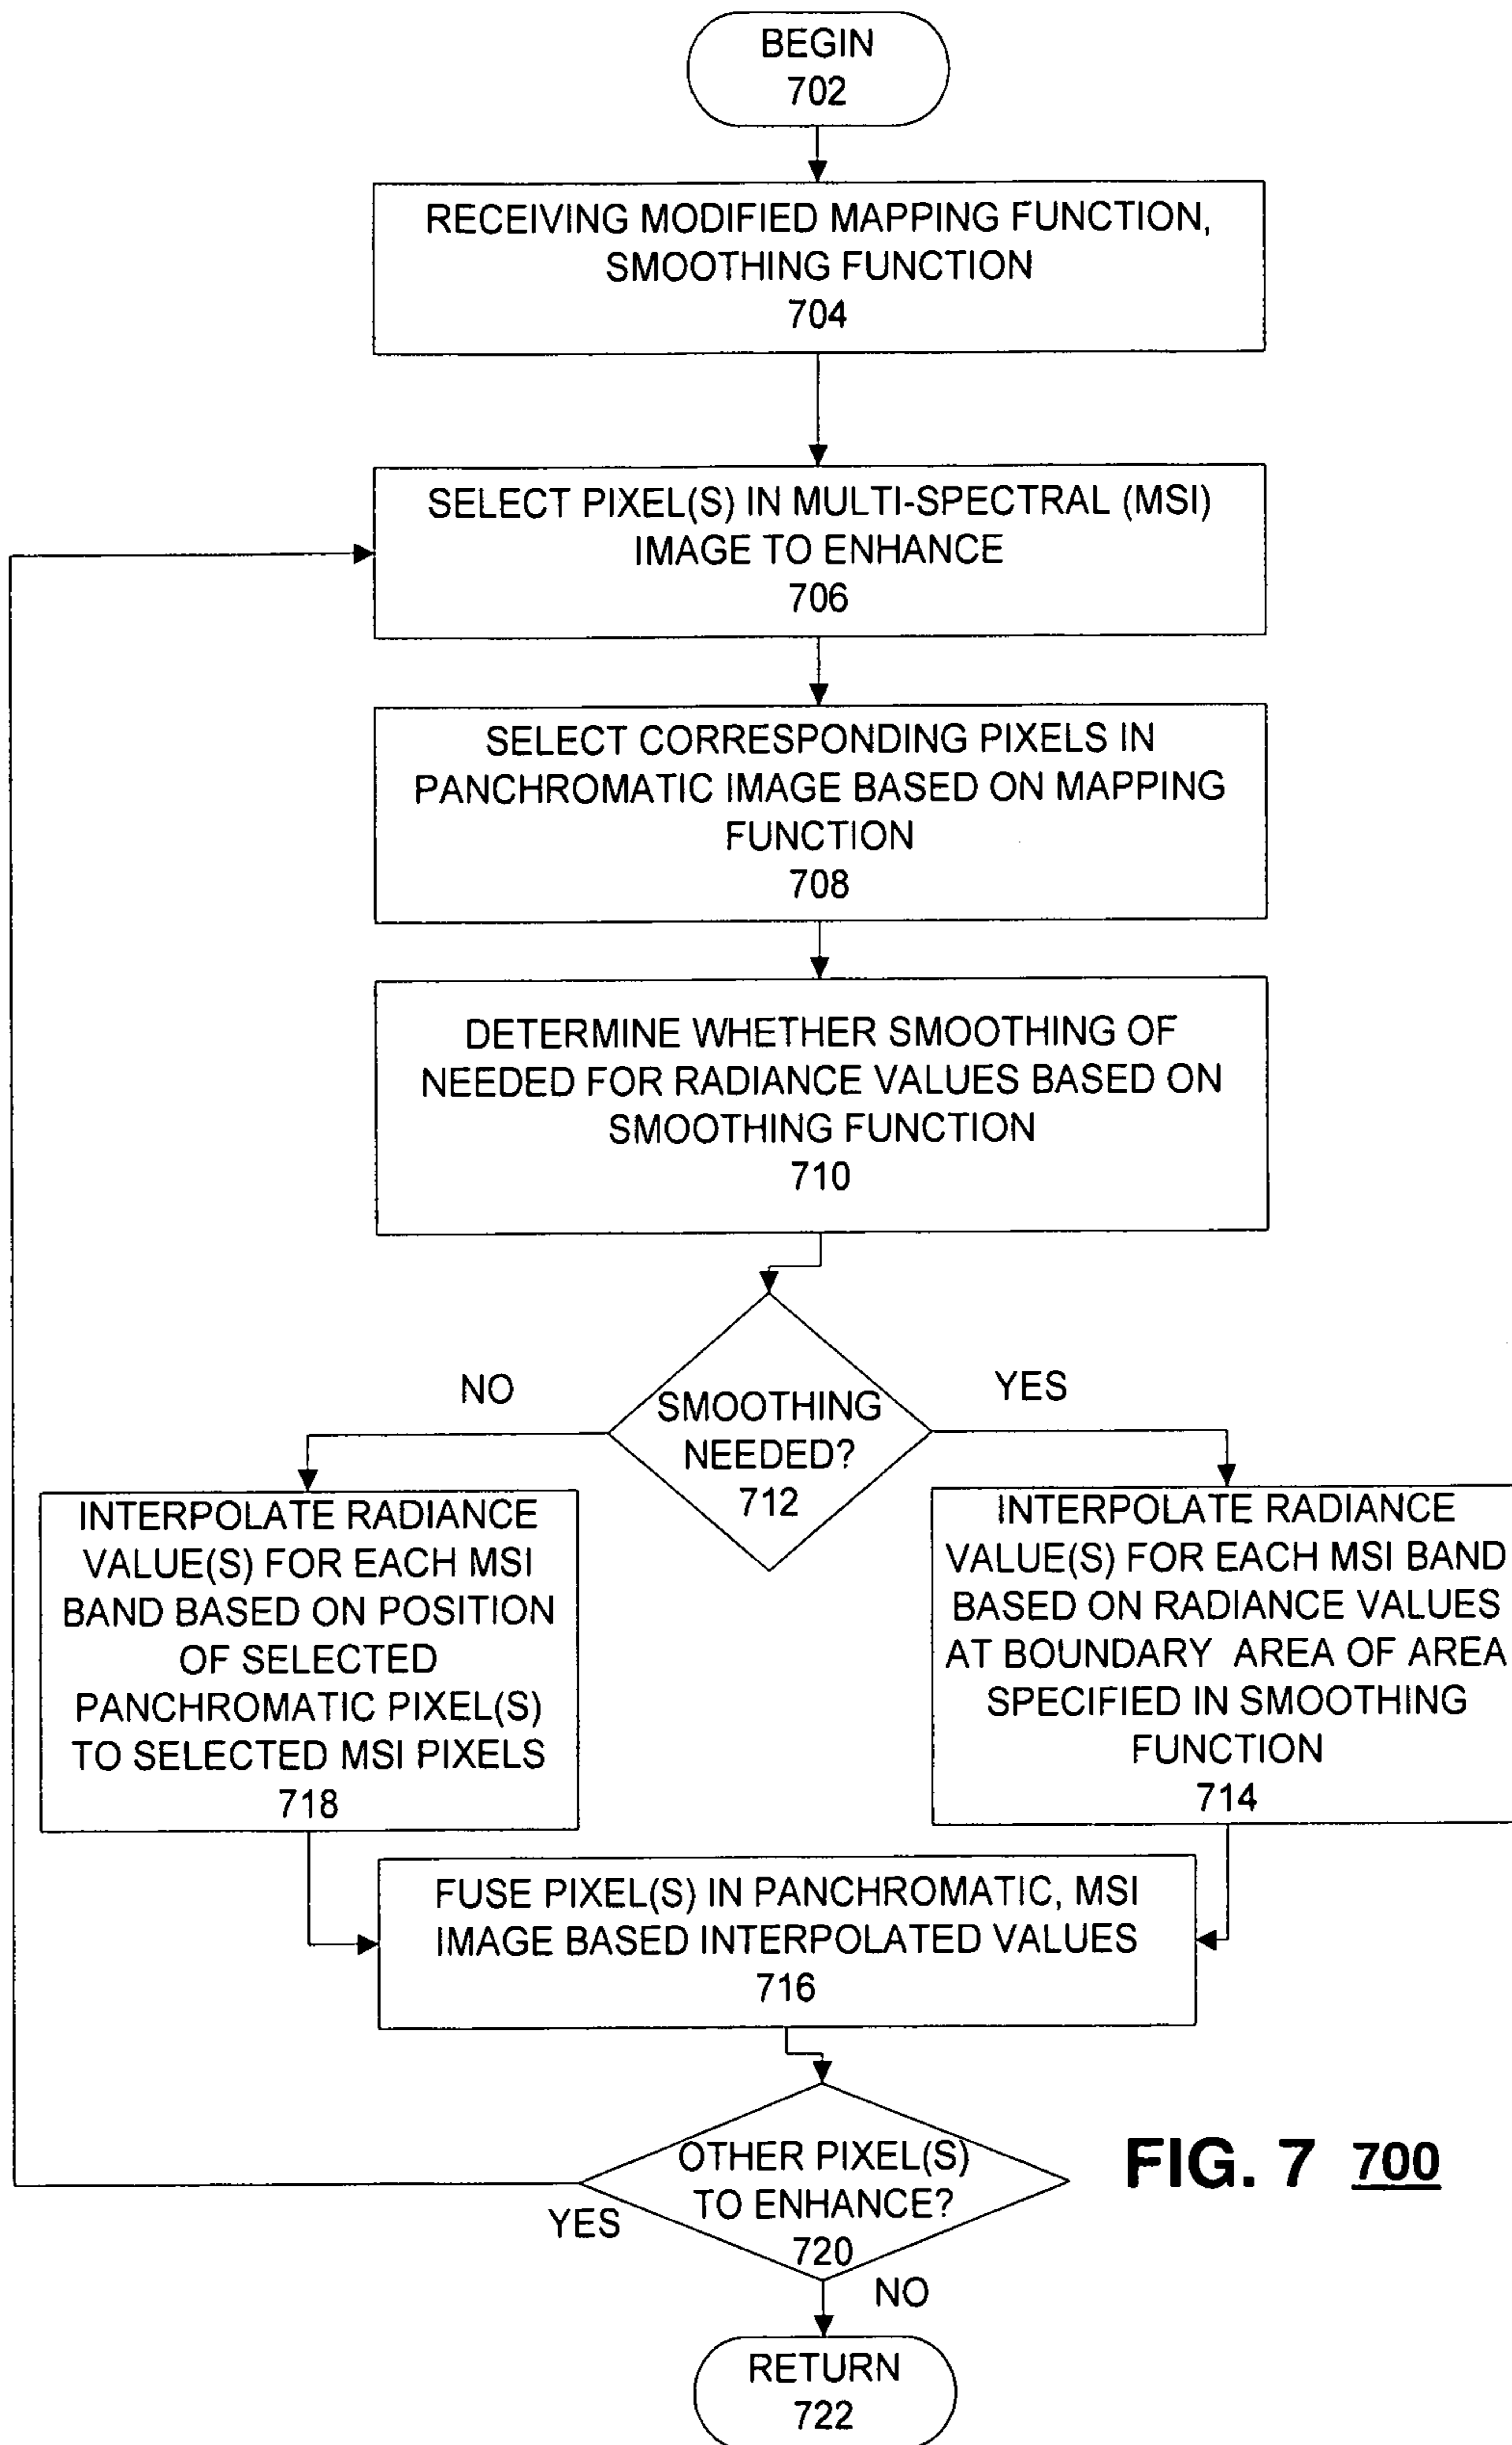 BEGIN
702
RECEIVING MODIFIED MAPPING FUNCTION,
SMOOTHING FUNCTION
704
SELECT PIXEL(S) IN MULTI-SPECTRAL (MSI)
IMAGE TO ENHANCE
706
SELECT CORRESPONDING PIXELS IN
PANCHROMATIC IMAGE BASED ON MAPPING
FUNCTION
708
DETERMINE WHETHER SMOOTHING OF
NEEDED FOR RADIANCE VALUES BASED ON
SMOOTHING FUNCTION
710
NO
YES
SMOOTHING
NEEDED?
712
INTERPOLATE RADIANCE
VALUE(S) FOR EACH MSI
BAND BASED ON POSITION
OF SELECTED
PANCHROMATIC PIXEL(S)
TO SELECTED MSI PIXELS
718
INTERPOLATE RADIANCE
VALUE(S) FOR EACH MSI BAND
BASED ON RADIANCE VALUES
AT BOUNDARY AREA OF AREA
SPECIFIED IN SMOOTHING
FUNCTION
714
FUSE PIXEL(S) IN PANCHROMATIC, MSI
IMAGE BASED INTERPOLATED VALUES
716
OTHER PIXEL(S)
TO ENHANCE?
720
YES
NO
FIG. 7 700
RETURN
722